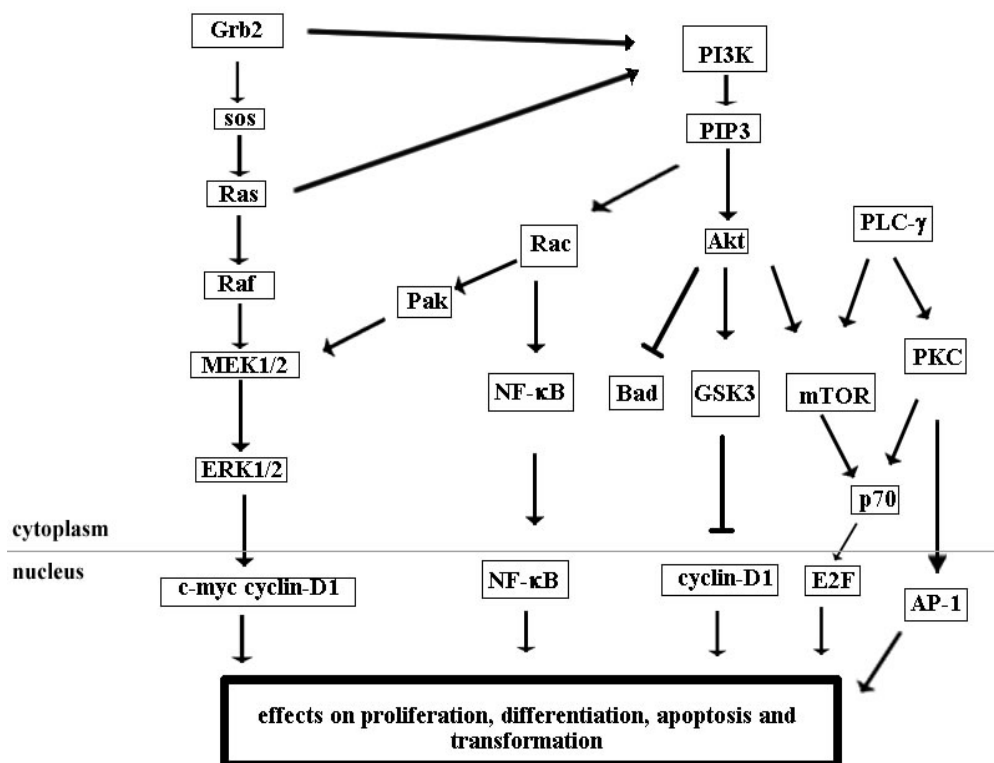 Grb2
PI3K
sos
PIP3
Ras
PLC-γ
Rac
Akt
Raf
Pak
MEK1/2
PKC
NF-κB
Bad
GSK3
mTOR
ERK1/2
p70
cytoplasm
nucleus
c-myc cyclin-D1
NF-κB
cyclin-D1
E2F
AP-1
effects on proliferation, differentiation, apoptosis and
transformation